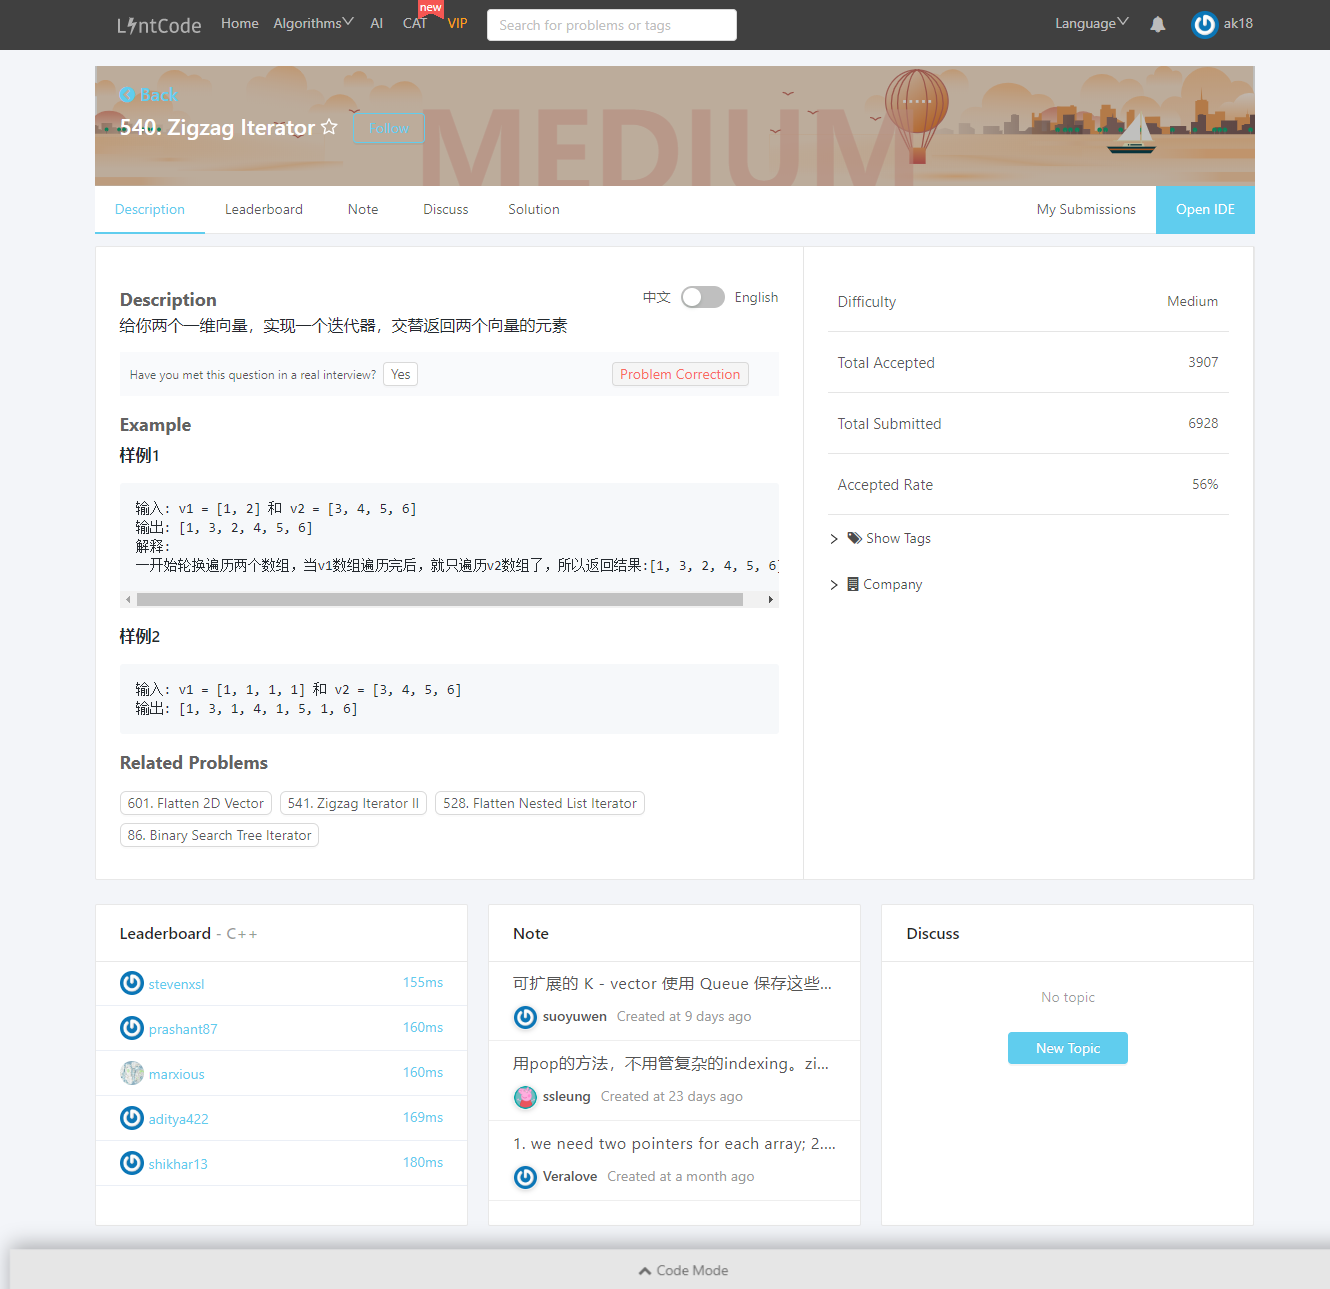 LintCode Home Algorithms AI CAT new VIP Search for problems or tags Language ak18
Back
540. Zigzag Iterator Follow
MEDIUM
Description Leaderboard Note Discuss Solution My Submissions Open IDE
Description 中文 English
给你两个一维向量，实现一个迭代器，交替返回两个向量的元素
Have you met this question in a real interview? Yes Problem Correction
Example
样例1
输入: v1 = [1, 2] 和 v2 = [3, 4, 5, 6]
输出: [1, 3, 2, 4, 5, 6]
解释:
一开始轮换遍历两个数组，当v1数组遍历完后，就只遍历v2数组了，所以返回结果:[1, 3, 2, 4, 5, 6]
样例2
输入: v1 = [1, 1, 1, 1] 和 v2 = [3, 4, 5, 6]
输出: [1, 3, 1, 4, 1, 5, 1, 6]
Related Problems
601. Flatten 2D Vector 541. Zigzag Iterator II 528. Flatten Nested List Iterator
86. Binary Search Tree Iterator
Difficulty Medium
Total Accepted 3907
Total Submitted 6928
Accepted Rate 56%
Show Tags
Company
Leaderboard - C++
stevenxsl 155ms
prashant87 160ms
marxious 160ms
aditya422 169ms
shikhar13 180ms
Note
可扩展的 K - vector 使用 Queue 保存这些...
suoyuwen Created at 9 days ago
用pop的方法，不用管复杂的indexing。zi...
ssleung Created at 23 days ago
1. we need two pointers for each array; 2....
Veralove Created at a month ago
Discuss
No topic
New Topic
Code Mode